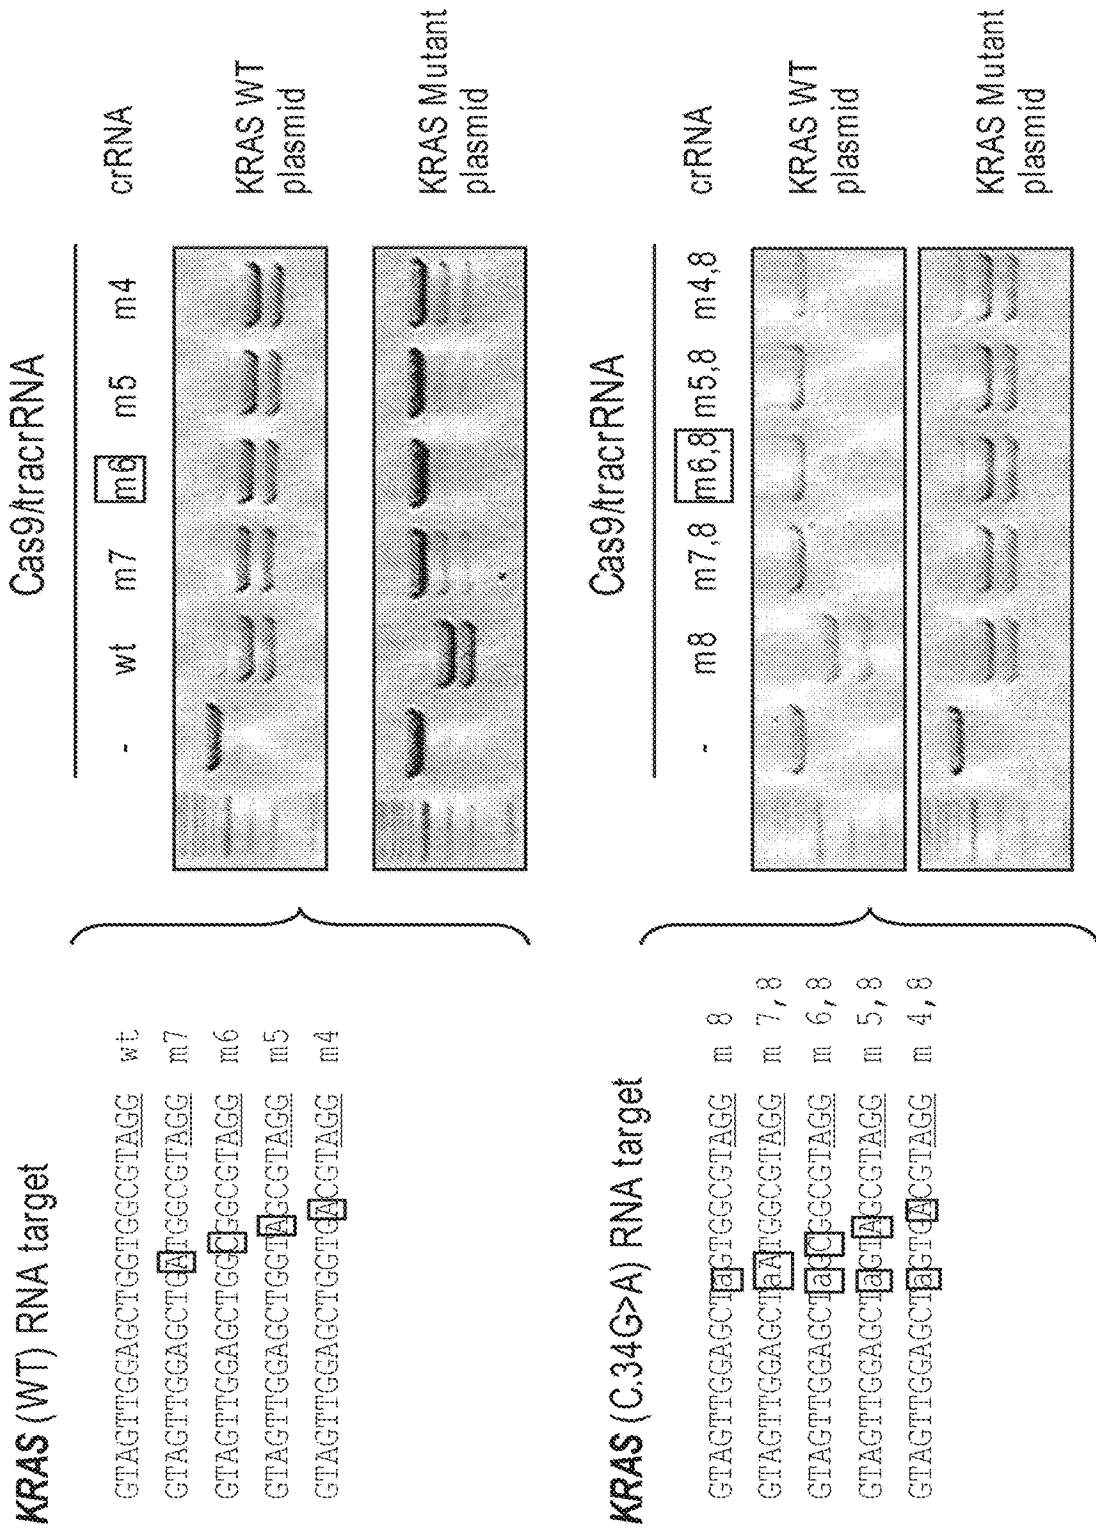 KRAS (WT) RNA target
GTAGTTGGAGCTGGTGGCGTAGG wt
GTAGTTGGAGCTGATGGCGTAGG m7
GTAGTTGGAGCTGGCGGCGTAGG m6
GTAGTTGGAGCTGGTAGCGTAGG m5
GTAGTTGGAGCTGGTGACGTAGG m4
Cas9/tracrRNA
- wt m7 m6 m5 m4 crRNA
KRAS WT
plasmid
KRAS Mutant
plasmid
KRAS (C.34G>A) RNA target
GTAGTTGGAGCTaGTGGCGTAGG m 8
GTAGTTGGAGCTaATGGCGTAGG m 7,8
GTAGTTGGAGCTaGCGGCGTAGG m 6,8
GTAGTTGGAGCTaGTAGCGTAGG m 5,8
GTAGTTGGAGCTaGTGACGTAGG m 4,8
Cas9/tracrRNA
- m8 m7,8 m6,8 m5,8 m4,8 crRNA
KRAS WT
plasmid
KRAS Mutant
plasmid